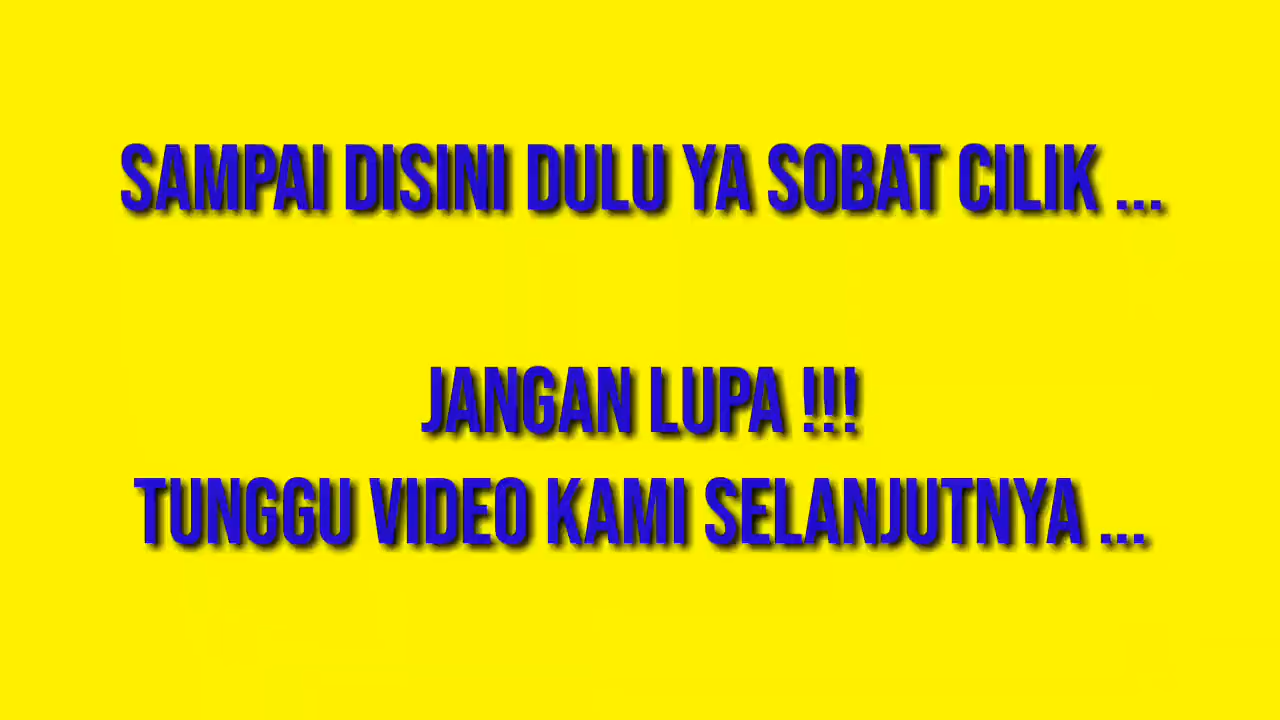 SAMPAI DISINI DULU YA SOBAT CILIK ...
JANGAN LUPA !!!
TUNGGU VIDEO KAMI SELANJUTNYA ...